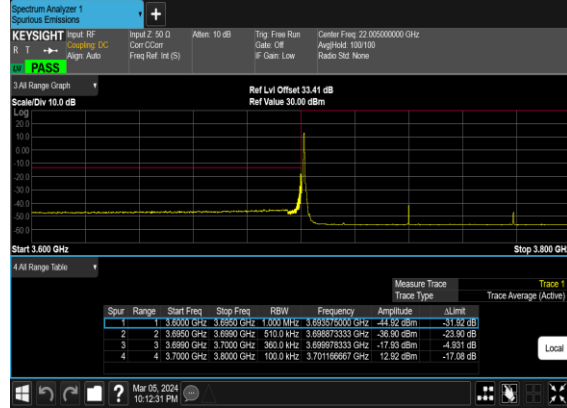 Spectrum Analyzer 1
Spurious Emissions
+
KEYSIGHT Input: RF Input Z: 50 Ω Atten: 10 dB Trig: Free Run Center Freq: 22.005000000 GHz
R T Coupling: DC Corr CCorr Gate: Off Avg|Hold: 100/100
Align: Auto Freq Ref: Int (S) IF Gain: Low Radio Std: None
LW PASS
3 All Range Graph
Ref Lvl Offset 33.41 dB
Scale/Div 10.0 dB Ref Value 30.00 dBm
Log
20.0
10.0
0.00
-10.0
-20.0
-30.0
-40.0
-50.0
-60.0
Start 3.600 GHz Stop 3.800 GH
4 All Range Table
Measure Trace Trace 1
Trace Type Trace Average (Active)
Spur Range Start Freq Stop Freq RBW Frequency Amplitude ΔLimit
1 1 3.6000 GHz 3.6950 GHz 1.000 MHz 3.693575000 GHz -44.92 dBm -31.92 dB
2 2 3.6950 GHz 3.6990 GHz 510.0 kHz 3.698873333 GHz -36.90 dBm -23.90 dB
3 3 3.6990 GHz 3.7000 GHz 360.0 kHz 3.699978333 GHz -17.93 dBm -4.931 dB
4 4 3.7000 GHz 3.8000 GHz 100.0 kHz 3.701166667 GHz 12.92 dBm -17.08 dB
Local
? Mar 05, 2024
10:12:31 PM